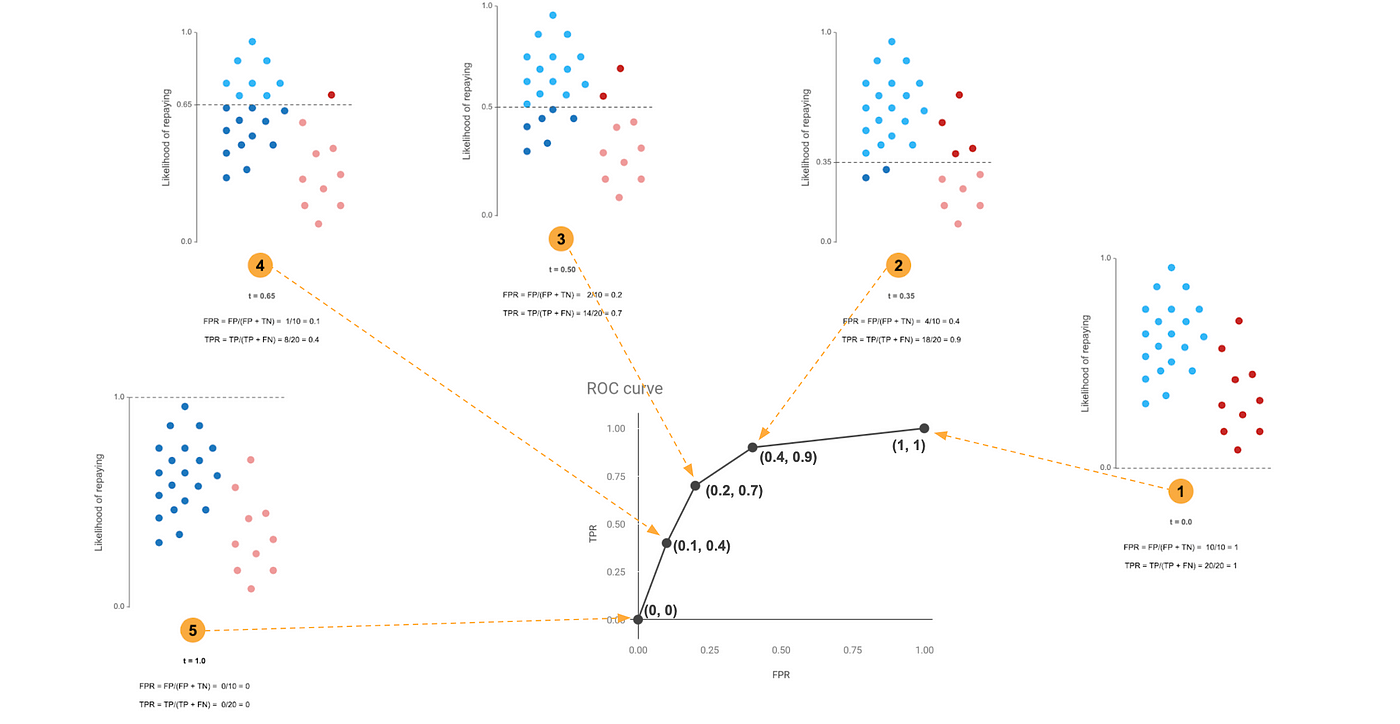 1.0
Likelihood of repaying
0.65
0.0
4
t = 0.65
FPR = FP/(FP + TN) = 1/10 = 0.1
TPR = TP/(TP + FN) = 8/20 = 0.4
1.0
Likelihood of repaying
0.5
0.0
3
t = 0.50
FPR = FP/(FP + TN) = 2/10 = 0.2
TPR = TP/(TP + FN) = 14/20 = 0.7
1.0
Likelihood of repaying
0.35
0.0
2
t = 0.35
FPR = FP/(FP + TN) = 4/10 = 0.4
TPR = TP/(TP + FN) = 18/20 = 0.9
1.0
Likelihood of repaying
0.0
1
t = 0.0
FPR = FP/(FP + TN) = 10/10 = 1
TPR = TP/(TP + FN) = 20/20 = 1
1.0
Likelihood of repaying
0.0
5
t = 1.0
FPR = FP/(FP + TN) = 0/10 = 0
TPR = TP/(TP + FN) = 0/20 = 0
ROC curve
1.00
0.75
0.50
0.25
0.00
TPR
(1, 1)
(0.4, 0.9)
(0.2, 0.7)
(0.1, 0.4)
(0, 0)
0.00 0.25 0.50 0.75 1.00
FPR